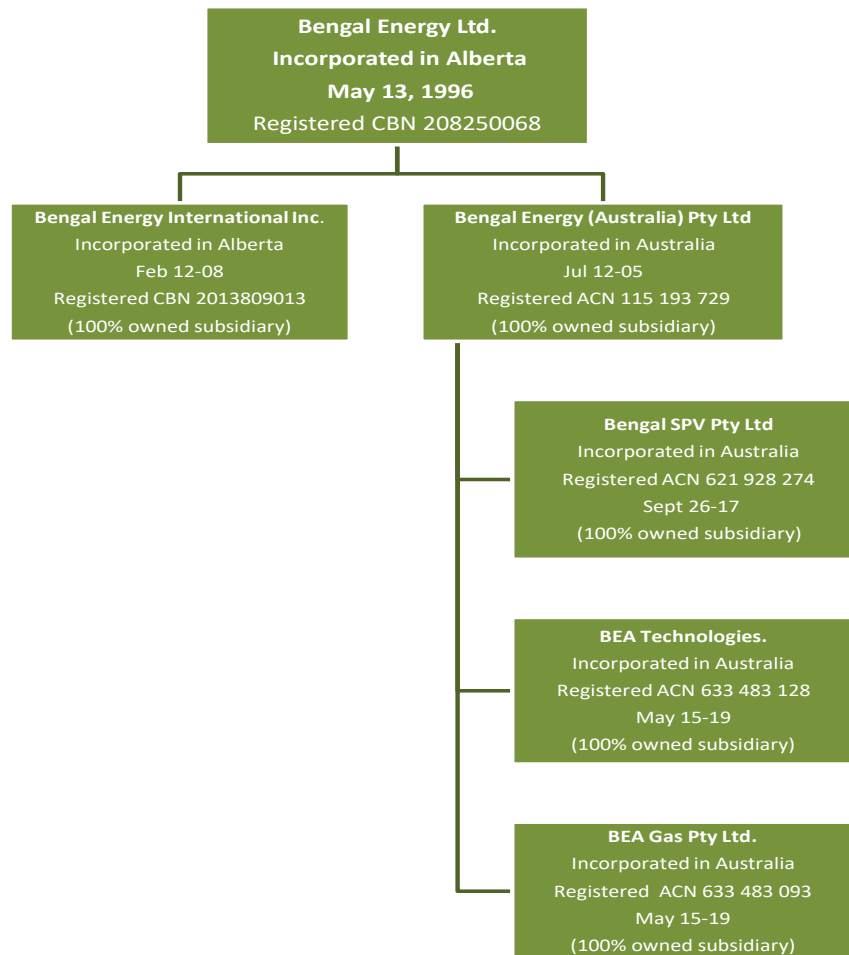 Bengal Energy Ltd.
Incorporated in Alberta
May 13, 1996
Registered CBN 208250068
Bengal Energy International Inc.
Incorporated in Alberta
Feb 12-08
Registered CBN 2013809013
(100% owned subsidiary)
Bengal Energy (Australia) Pty Ltd
Incorporated in Australia
Jul 12-05
Registered ACN 115 193 729
(100% owned subsidiary)
Bengal SPV Pty Ltd
Incorporated in Australia
Registered ACN 621 928 274
Sept 26-17
(100% owned subsidiary)
BEA Technologies.
Incorporated in Australia
Registered ACN 633 483 128
May 15-19
(100% owned subsidiary)
BEA Gas Pty Ltd.
Incorporated in Australia
Registered ACN 633 483 093
May 15-19
(100% owned subsidiary)